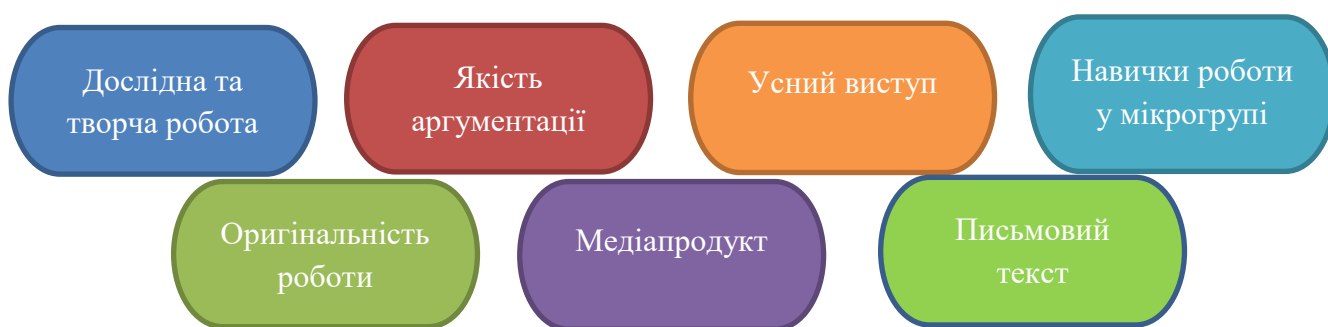 Дослідна та
творча робота
Якість
аргументації
Усний виступ
Навички роботи
у мікрогрупі
Оригінальність
роботи
Медіапродукт
Письмовий
текст